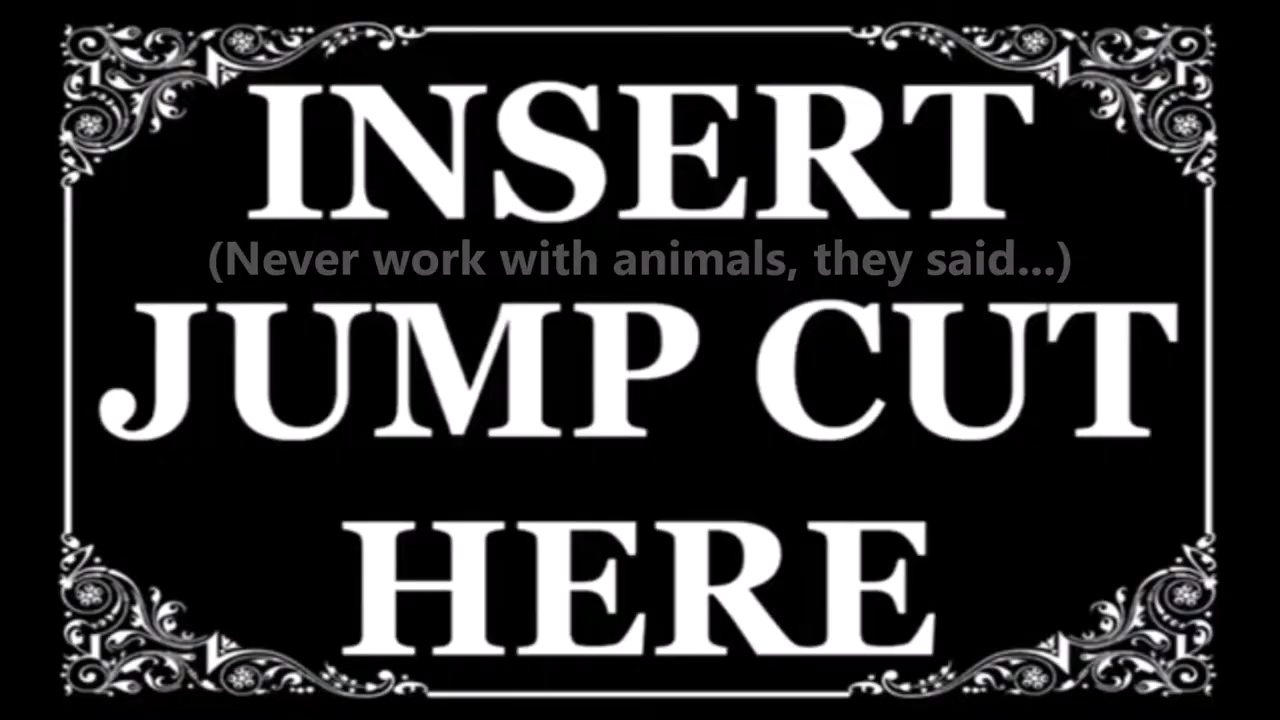 INSERT
(Never work with animals, they said...)
JUMP CUT
HERE